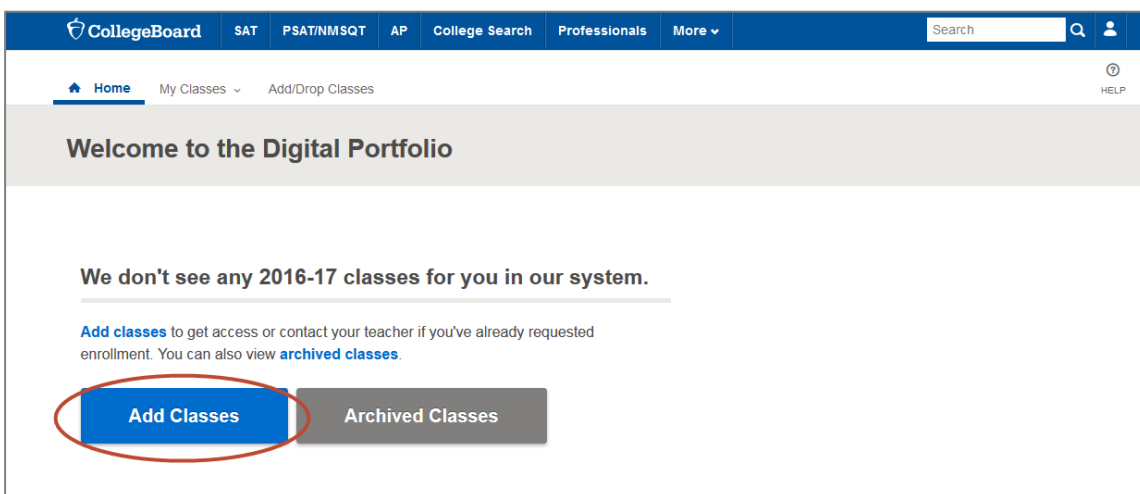 CollegeBoard SAT PSAT/NMSQT AP College Search Professionals More Search
Home My Classes Add/Drop Classes
HELP
Welcome to the Digital Portfolio
We don't see any 2016-17 classes for you in our system.
Add classes to get access or contact your teacher if you've already requested
enrollment. You can also view archived classes.
Add Classes Archived Classes